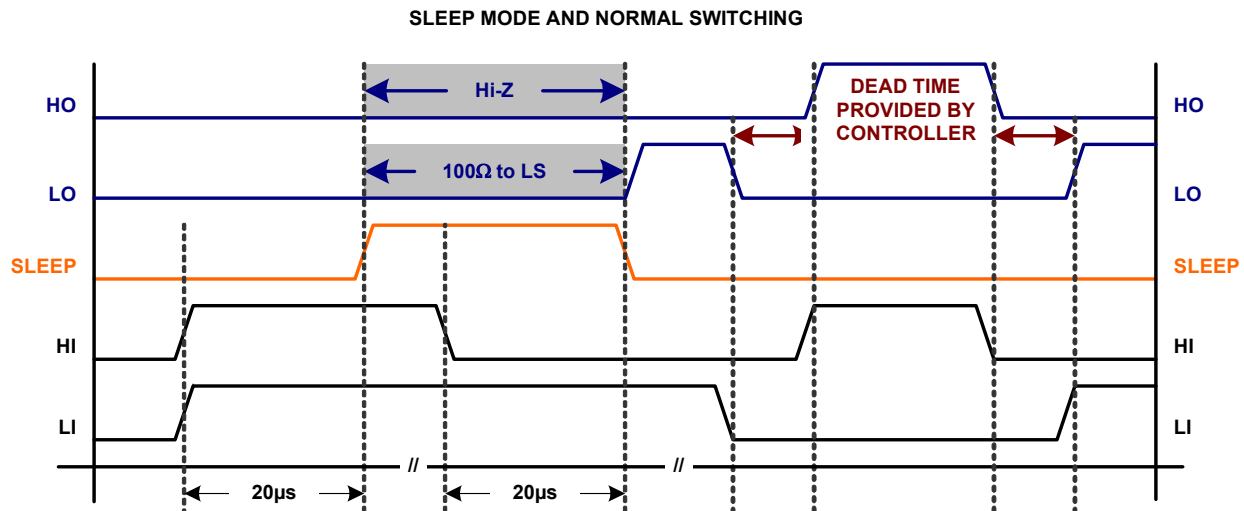 SLEEP MODE AND NORMAL SWITCHING
HO
Hi-Z
DEAD TIME
PROVIDED BY
CONTROLLER
HO
LO
100Ω to LS
LO
SLEEP
SLEEP
HI
HI
LI
LI
//
//
20µs
20µs